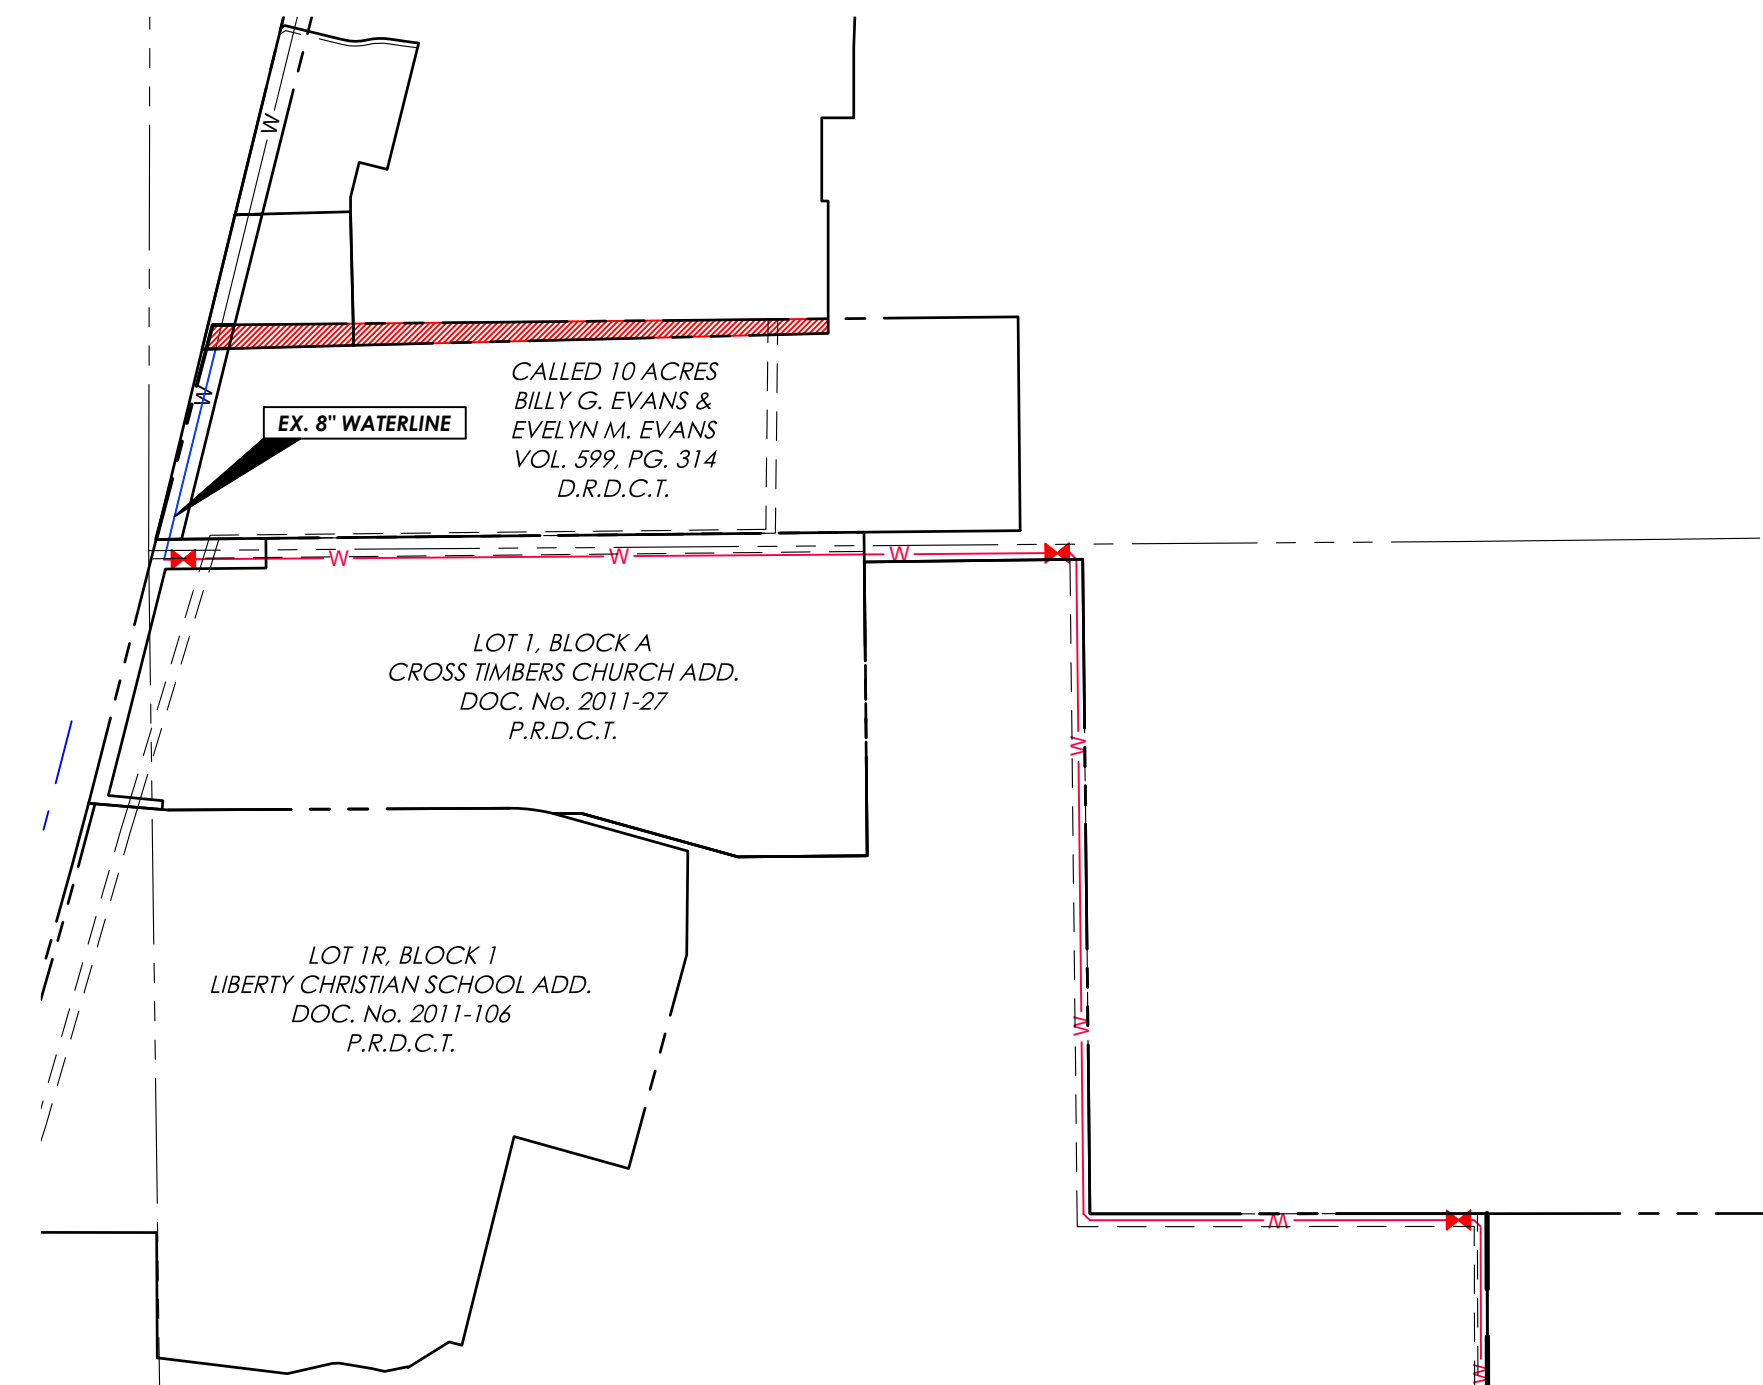 W
W
EX. 8" WATERLINE
CALLED 10 ACRES
BILLY G. EVANS &
EVELYN M. EVANS
VOL. 599, PG. 314
D.R.D.C.T.
W
W
W
LOT 1, BLOCK A
CROSS TIMBERS CHURCH ADD.
DOC. No. 2011-27
P.R.D.C.T.
W
LOT 1R, BLOCK 1
LIBERTY CHRISTIAN SCHOOL ADD.
DOC. No. 2011-106
P.R.D.C.T.
W
W
W